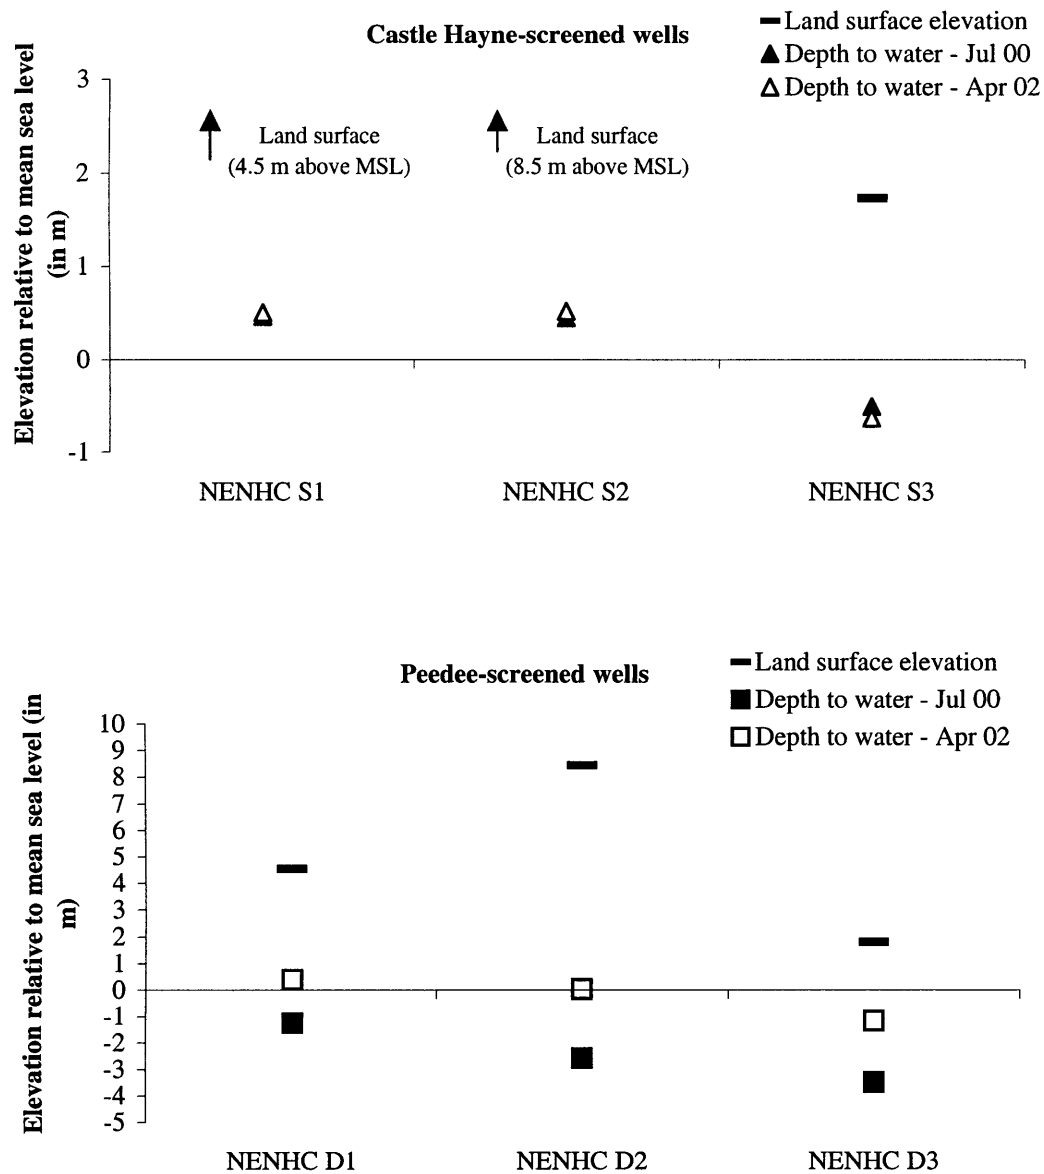 Castle Hayne-screened wells
Land surface elevation
Depth to water - Jul 00
Depth to water - Apr 02
Elevation relative to mean sea level
(in m)
3
2
1
0
-1
Land surface
(4.5 m above MSL)
Land surface
(8.5 m above MSL)
NENHC S1
NENHC S2
NENHC S3
Peedee-screened wells
Land surface elevation
Depth to water - Jul 00
Depth to water - Apr 02
Elevation relative to mean sea level (in
m)
10
9
8
7
6
5
4
3
2
1
0
-1
-2
-3
-4
-5
NENHC D1
NENHC D2
NENHC D3